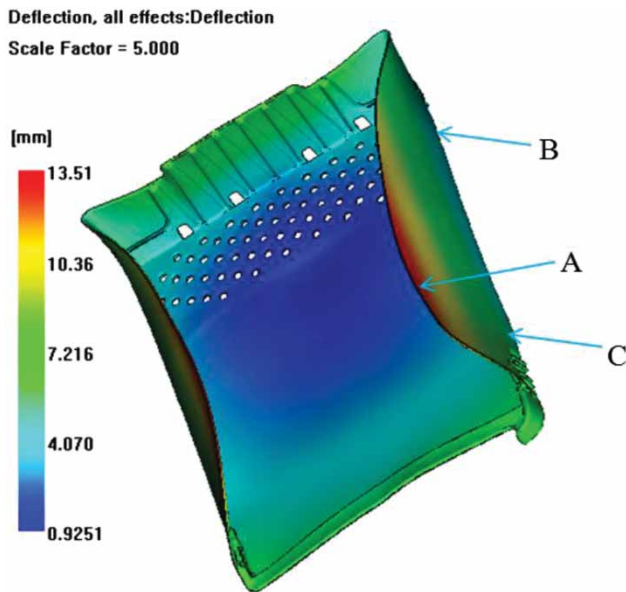 Deflection, all effects:Deflection
Scale Factor = 5.000
[mm]
13.51
10.36
7.216
4.070
0.9251
B
A
C